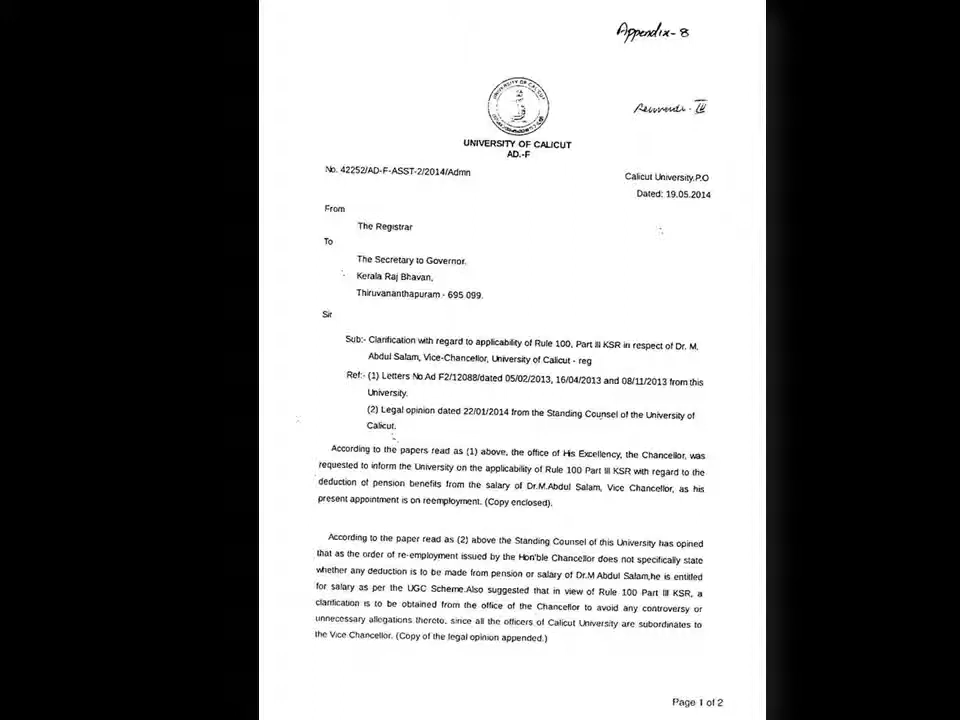 Appendix-8
UNIVERSITY OF CALICUT
UNIVERSITY OF CALICUT
AD.-F
No. 42252/AD-F-ASST-2/2014/Admn
Calicut University.P.O
Dated: 19.05.2014
From
The Registrar
To
The Secretary to Governor.
Kerala Raj Bhavan,
Thiruvananthapuram - 695 099.
Sir
Sub:- Clarification with regard to applicability of Rule 100, Part III KSR in respect of Dr. M.
Abdul Salam, Vice-Chancellor, University of Calicut - reg
Ref:- (1) Letters No.Ad F2/12088/dated 05/02/2013, 16/04/2013 and 08/11/2013 from this
University.
(2) Legal opinion dated 22/01/2014 from the Standing Counsel of the University of
Calicut.
According to the papers read as (1) above, the office of His Excellency, the Chancellor, was
requested to inform the University on the applicability of Rule 100 Part III KSR with regard to the
deduction of pension benefits from the salary of Dr.M.Abdul Salam, Vice Chancellor, as his
present appointment is on reemployment. (Copy enclosed).
According to the paper read as (2) above the Standing Counsel of this University has opined
that as the order of re-employment issued by the Hon'ble Chancellor does not specifically state
whether any deduction is to be made from pension or salary of Dr.M Abdul Salam,he is entitled
for salary as per the UGC Scheme.Also suggested that in view of Rule 100 Part III KSR, a
clarification is to be obtained from the office of the Chancellor to avoid any controversy or
unnecessary allegations thereto, since all the officers of Calicut University are subordinates to
the Vice Chancellor. (Copy of the legal opinion appended.)
Page 1 of 2